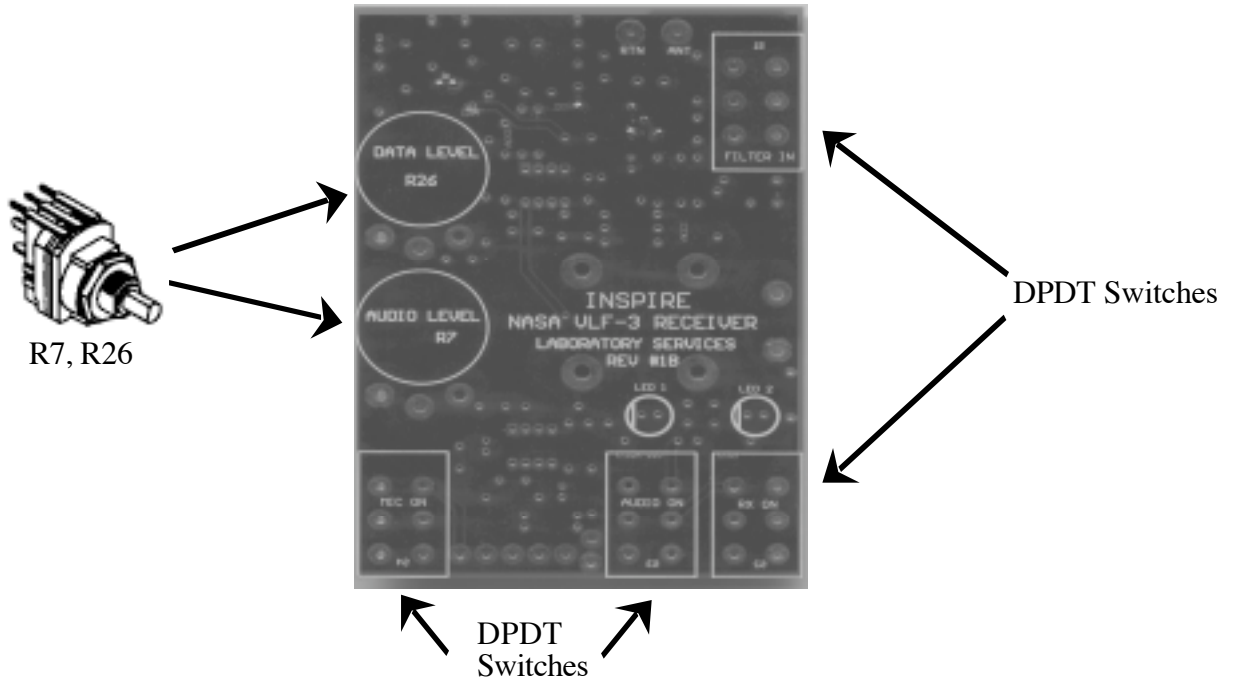 RTN ANT
FILTER IN
DATA LEVEL
R26
AUDIO LEVEL
R7
INSPIRE
NASA VLF-3 RECEIVER
LABORATORY SERVICES
REV #1B
LED 1
LED 2
MIC ON
AUDIO ON
RX ON
R7, R26
DPDT Switches
DPDT
Switches